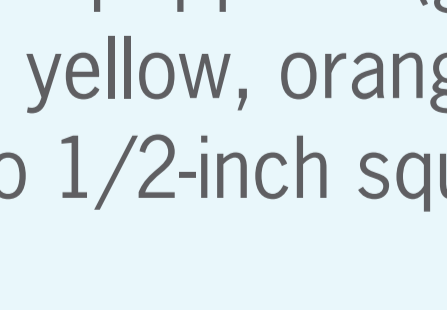 yellow, orang
o 1/2-inch squ